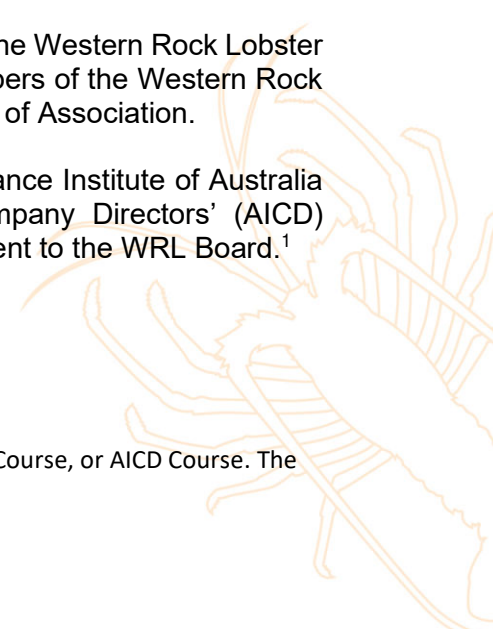 ne Western Rock Lobster
bers of the Western Rock
of Association.
ance Institute of Australia
mpany Directors’ (AICD)
ent to the WRL Board.1
Course, or AICD Course. The